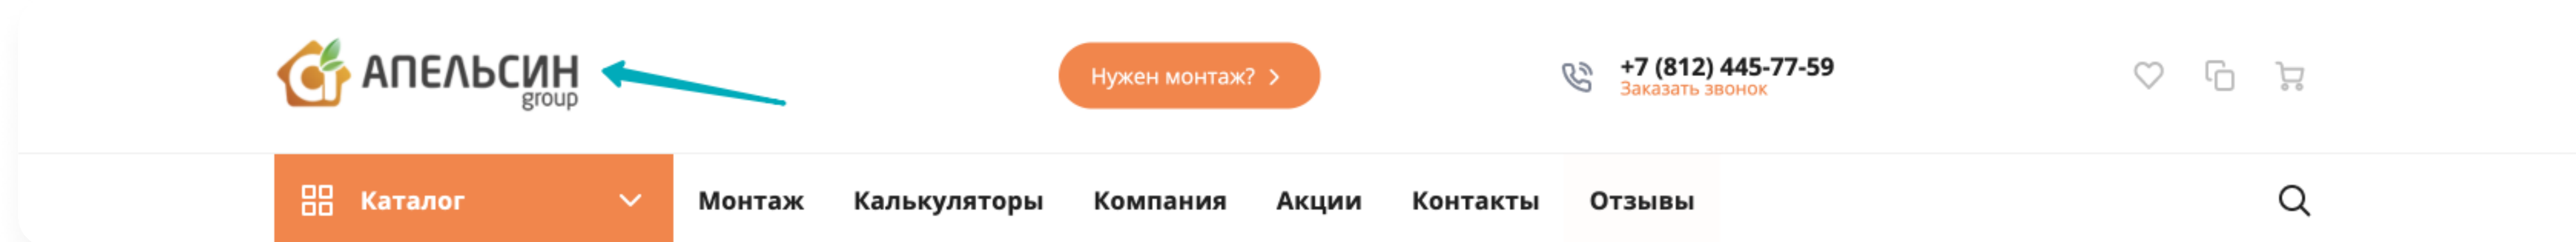 АПЕЛЬСИН
group
Нужен монтаж?
+7 (812) 445-77-59
Заказать звонок
Каталог
Монтаж
Калькуляторы
Компания
Акции
Контакты
Отзывы